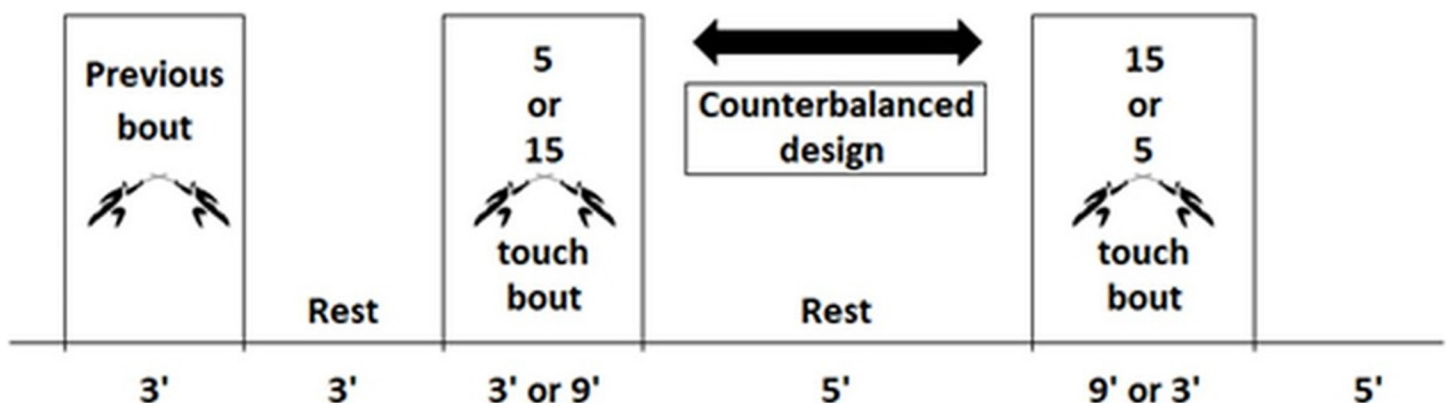 Previous
bout
Rest
5
or
15
touch
bout
Counterbalanced
design
Rest
15
or
5
touch
bout
3'
3'
3' or 9'
5'
9' or 3'
5'